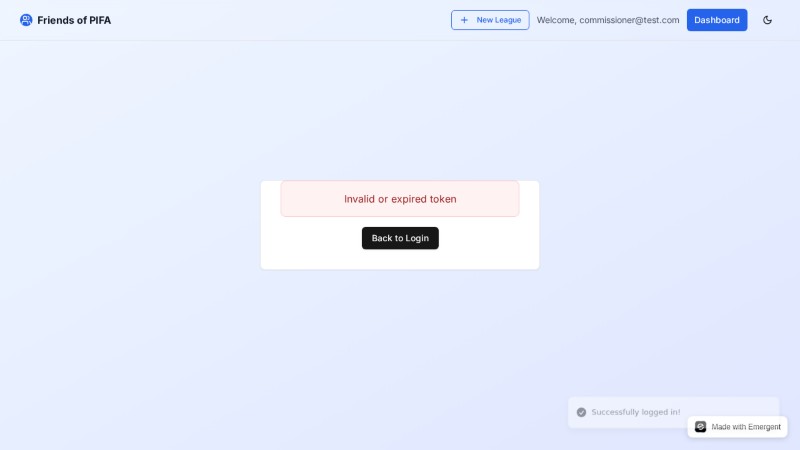 Friends of PIFA
New League
Welcome, commissioner@test.com
Dashboard
Invalid or expired token
Back to Login
Successfully logged in!
Made with Emergent